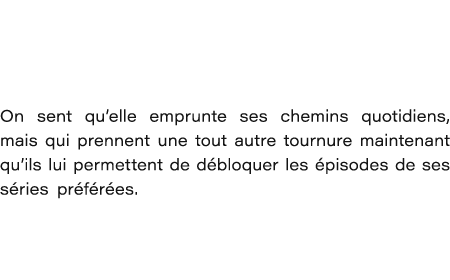 On sent qu’elle emprunte ses chemins quotidiens,
mais qui prennent une tout autre tournure maintenant
qu’ils lui permettent de débloquer les épisodes de ses
séries préférées.